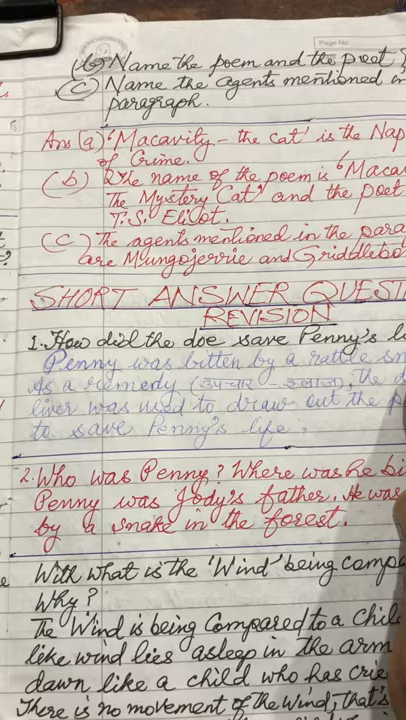 Page No
(b) Name the poem and the poet
(c) Name the agents mentioned in
paragraph.
Ans (a) 'Macavity - the cat' is the Nap
of Crime.
(b) The name of the poem is "Maca
The Mystery Cat" and the poet
T.S. Eliot.
(c) The agents mentioned in the para
are Mungojerrie and Griddlebo
SHORT ANSWER QUEST
REVISION
1. How did the doe save Penny's l
Penny was bitten by a rattle sn
As a remedy (उपचार - इलाज), the d
liver was used to draw out the p
to save Penny's life.
2. Who was Penny? Where was he bi
Penny was Jody's father. He was
by a snake in the forest.
With what is the 'Wind' being comp
Why?
The Wind is being Compared to a Chil
like wind lies asleep in the arm
dawn like a child who has crie
There is no movement of the Wind, That's